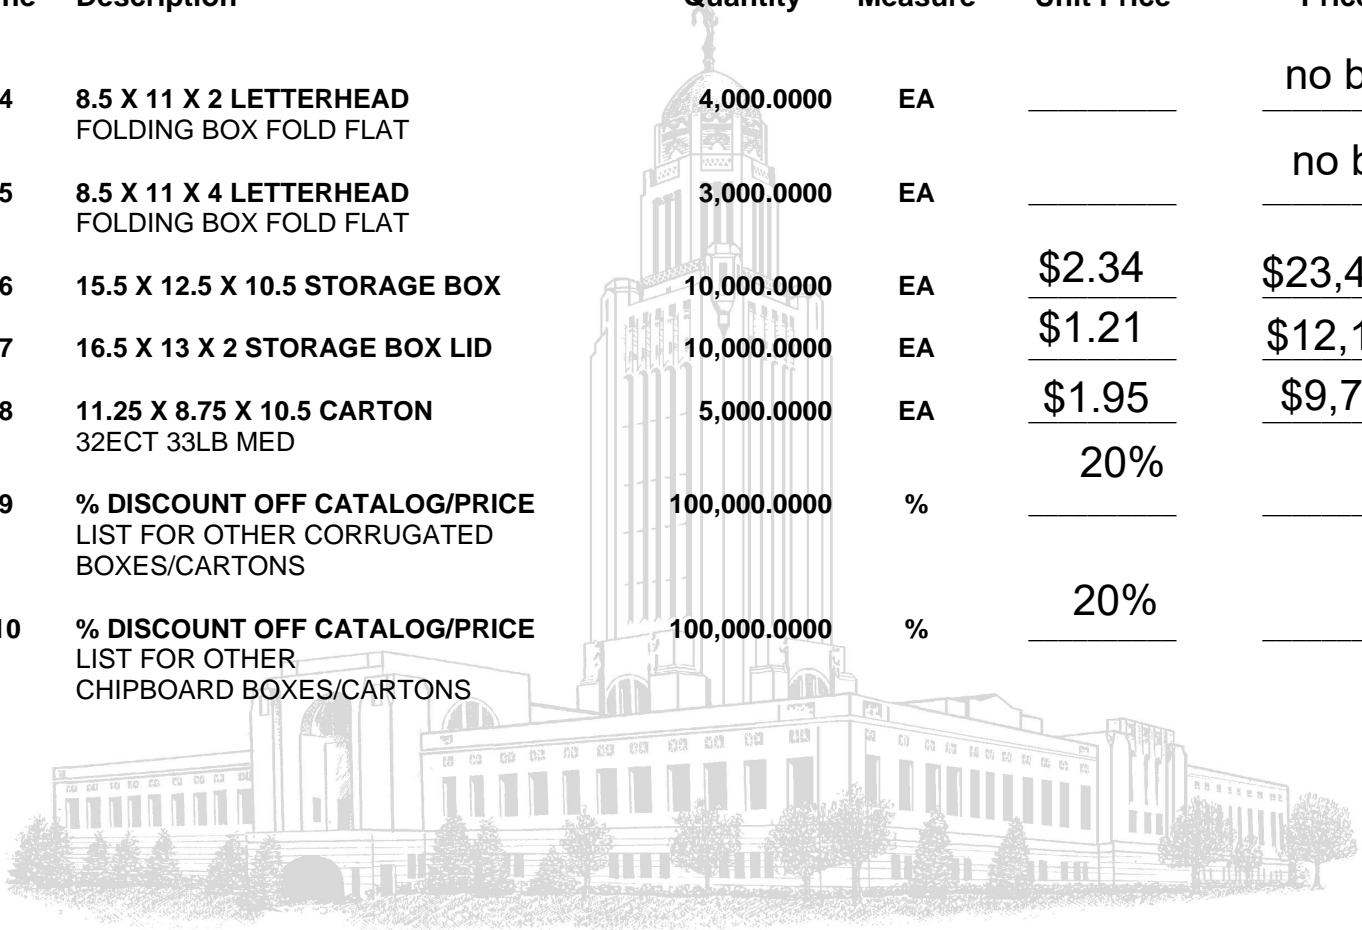 Description Quantity Measure Unit Price
no b
4 8.5 X 11 X 2 LETTERHEAD 4,000.0000 EA
FOLDING BOX FOLD FLAT
no b
5 8.5 X 11 X 4 LETTERHEAD 3,000.0000 EA
FOLDING BOX FOLD FLAT
6 15.5 X 12.5 X 10.5 STORAGE BOX 10,000.0000 EA $2.34 $23,4
7 16.5 X 13 X 2 STORAGE BOX LID 10,000.0000 EA $1.21 $12,1
8 11.25 X 8.75 X 10.5 CARTON 5,000.0000 EA $1.95 $9,7
32ECT 33LB MED
20%
9 % DISCOUNT OFF CATALOG/PRICE 100,000.0000 %
LIST FOR OTHER CORRUGATED
BOXES/CARTONS
20%
10 % DISCOUNT OFF CATALOG/PRICE 100,000.0000 %
LIST FOR OTHER
CHIPBOARD BOXES/CARTONS